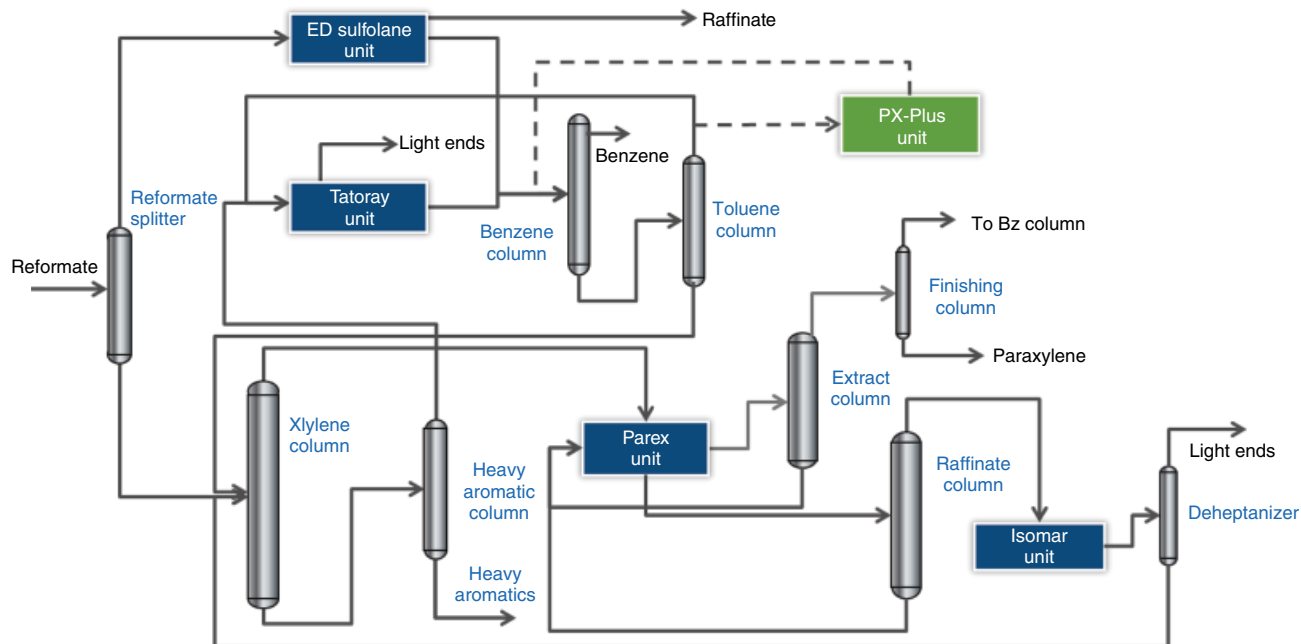 ED sulfolane
unit
Raffinate
PX-Plus
unit
Light ends
Benzene
Tatoray
unit
Reformate
splitter
Benzene
column
Toluene
column
To Bz column
Reformate
Finishing
column
Paraxylene
Extract
column
Xlylene
column
Parex
unit
Heavy
aromatic
column
Raffinate
column
Light ends
Deheptanizer
Isomar
unit
Heavy
aromatics